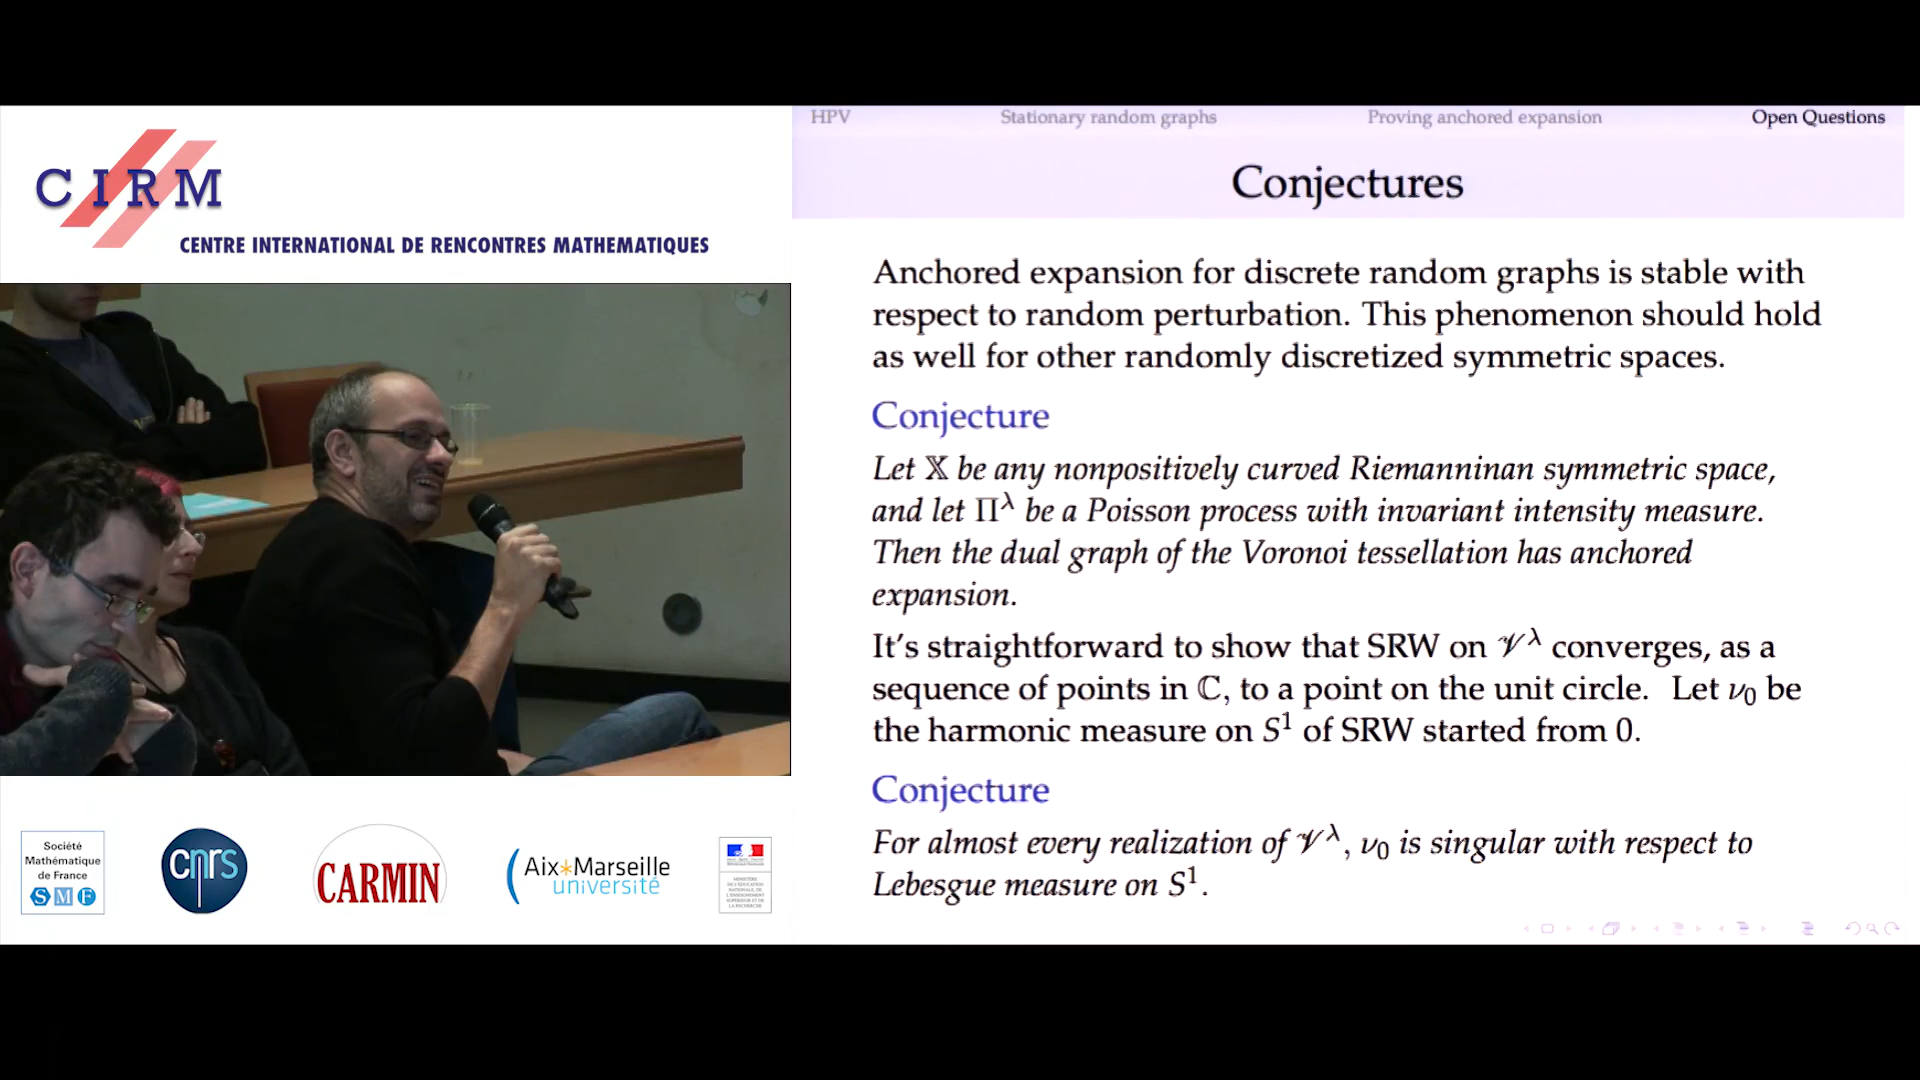 CIRM
CENTRE INTERNATIONAL DE RENCONTRES MATHEMATIQUES
Société
Mathématique
de France
SMF
cnrs
CARMIN
Aix*Marseille
université
HPV Stationary random graphs Proving anchored expansion Open Questions
Conjectures
Anchored expansion for discrete random graphs is stable with
respect to random perturbation. This phenomenon should hold
as well for other randomly discretized symmetric spaces.
Conjecture
Let 𝕏 be any nonpositively curved Riemanninan symmetric space,
and let Π^λ be a Poisson process with invariant intensity measure.
Then the dual graph of the Voronoi tessellation has anchored
expansion.
It's straightforward to show that SRW on 𝒱^λ converges, as a
sequence of points in ℂ, to a point on the unit circle. Let ν₀ be
the harmonic measure on S¹ of SRW started from 0.
Conjecture
For almost every realization of 𝒱^λ, ν₀ is singular with respect to
Lebesgue measure on S¹.